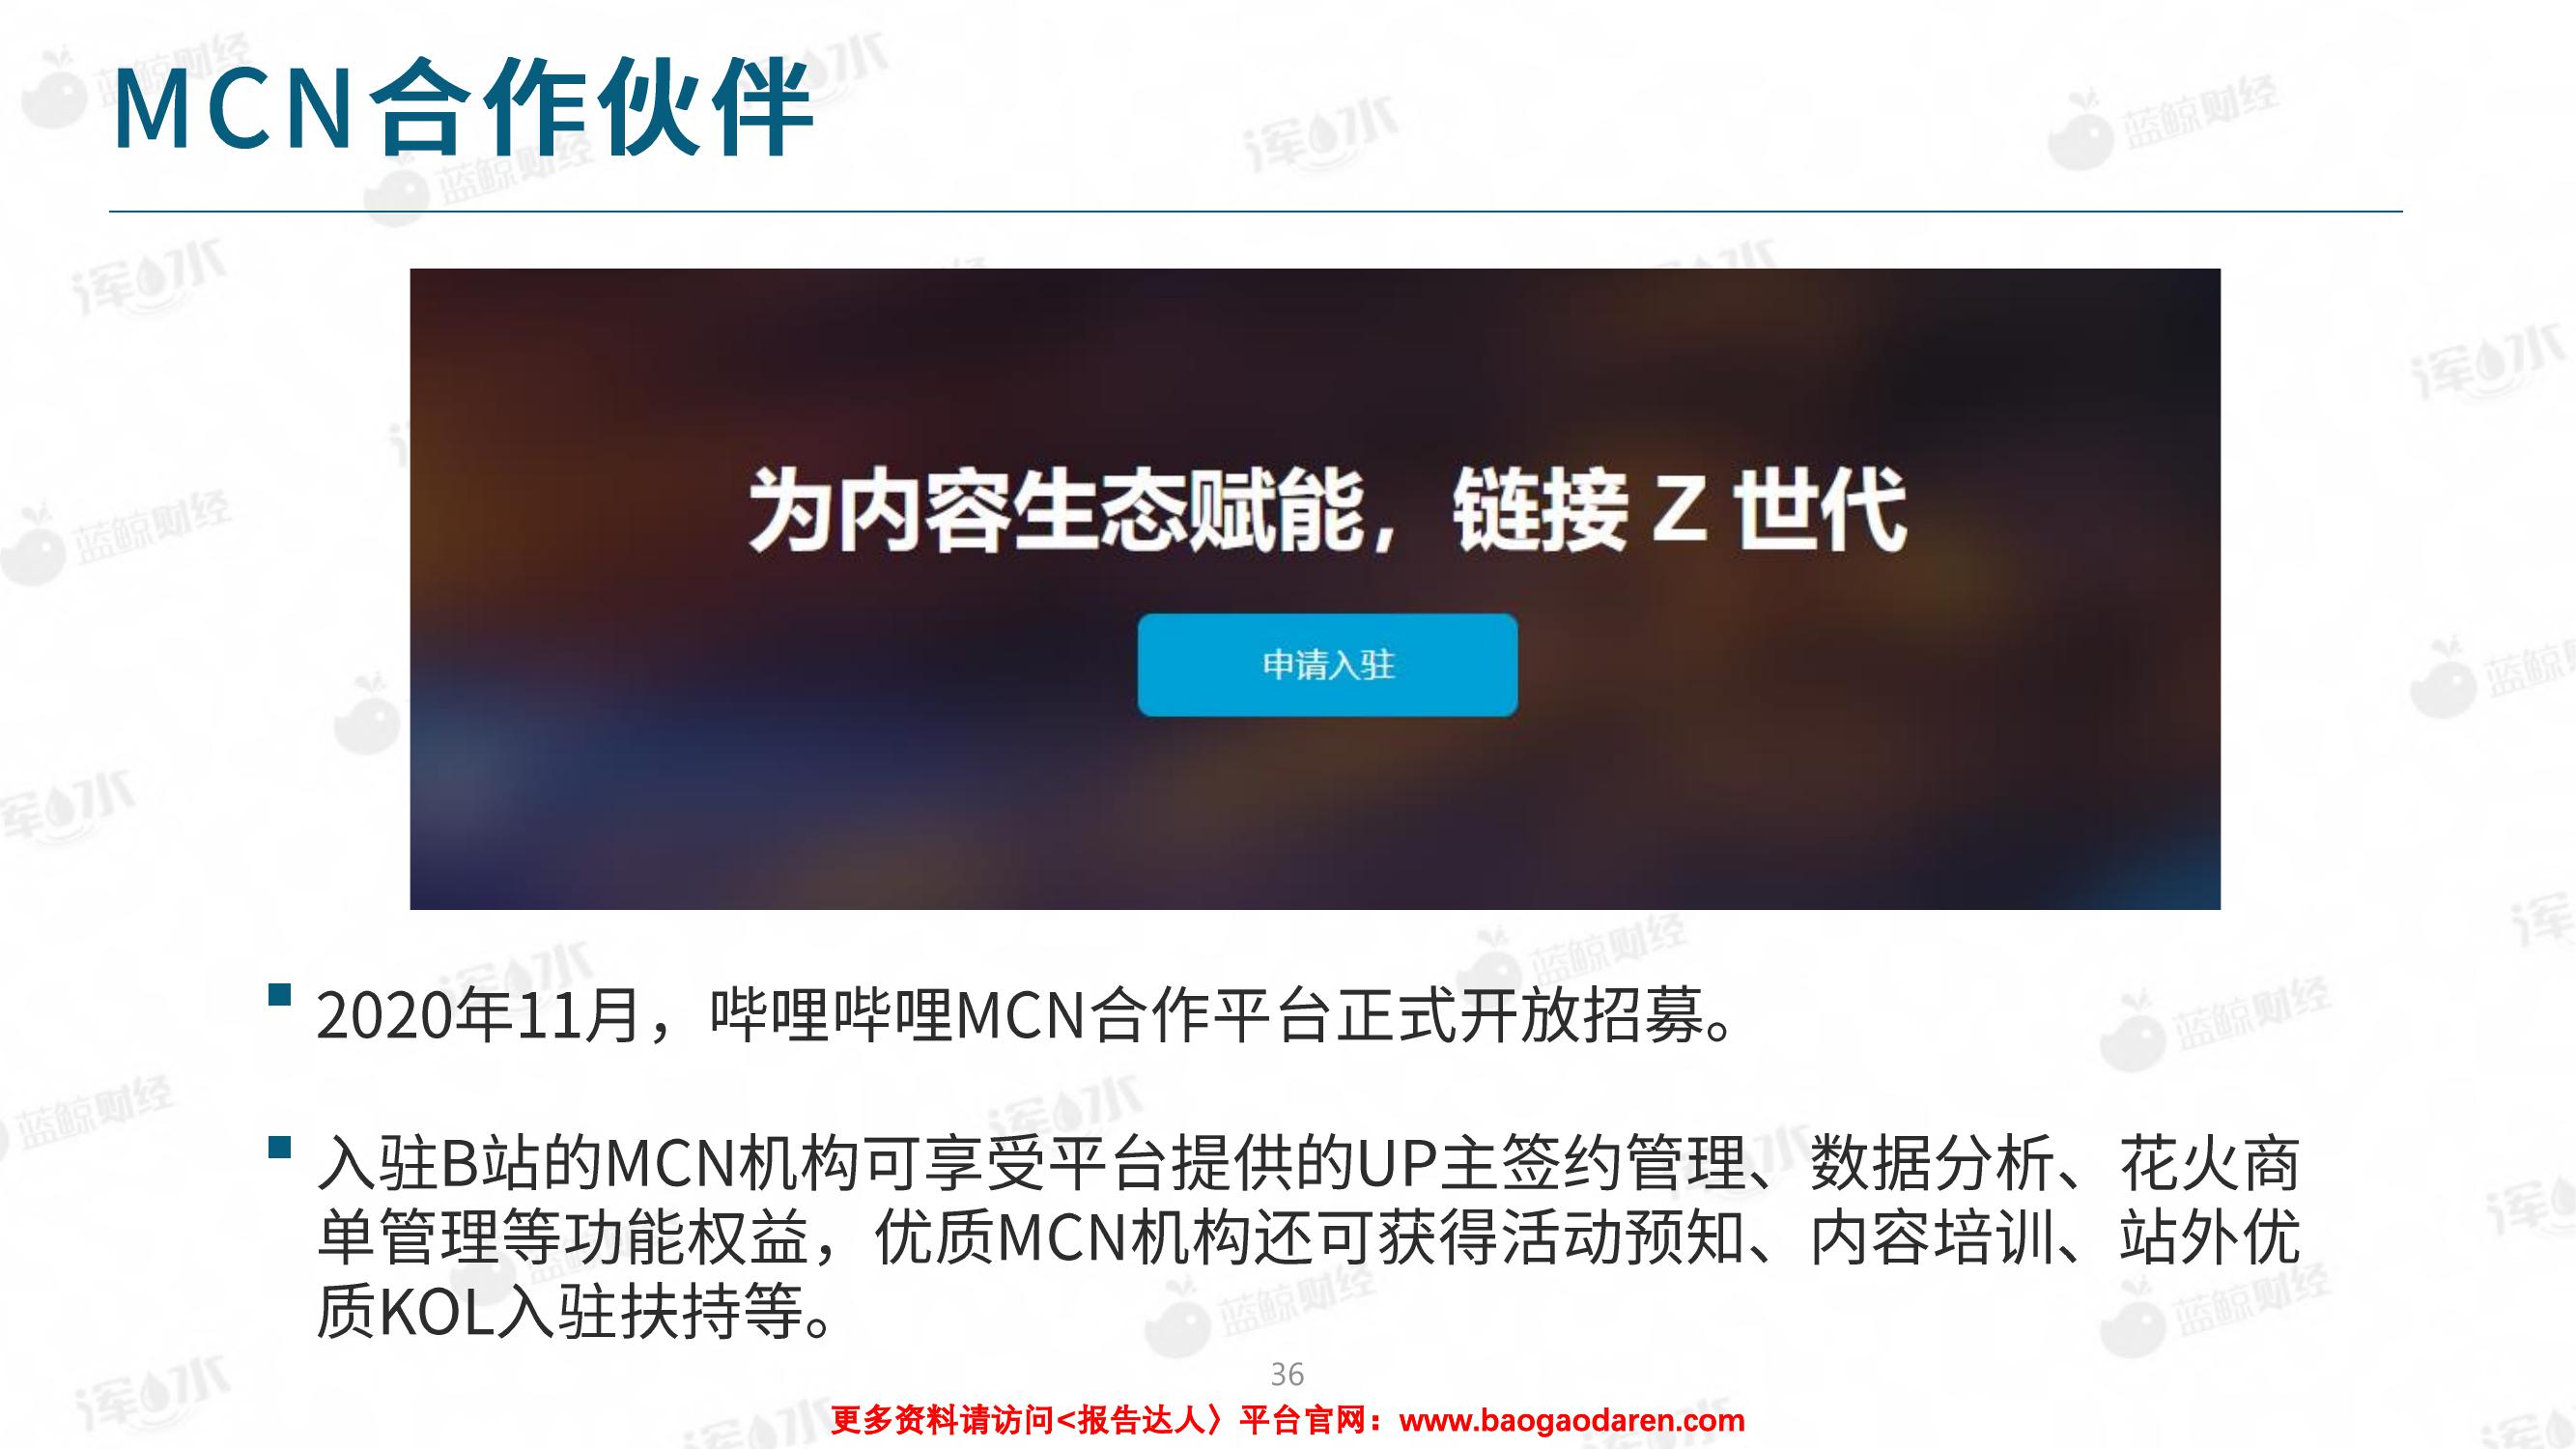 MCN合作伙伴
为内容生态赋能，链接 Z 世代
申请入驻
2020年11月，哔哩哔哩MCN合作平台正式开放招募。
入驻B站的MCN机构可享受平台提供的UP主签约管理、数据分析、花火商
单管理等功能权益，优质MCN机构还可获得活动预知、内容培训、站外优
质KOL入驻扶持等。
36
更多资料请访问<报告达人〉平台官网：www.baogaodaren.com
蓝鲸财经
浑水